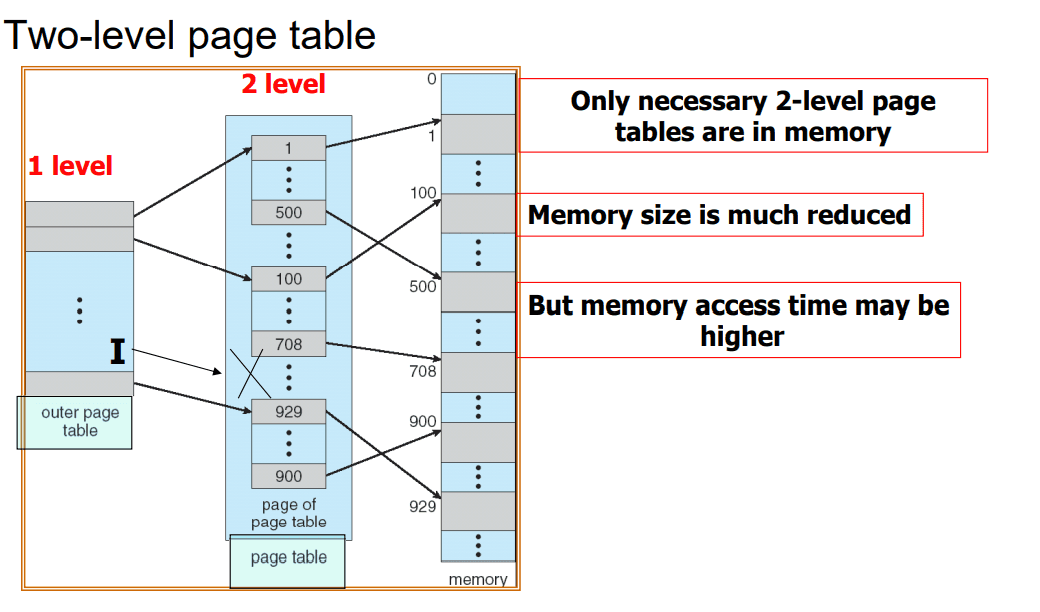 Two-level page table
2 level
1 level
1
500
100
708
929
900
I
outer page
table
page of
page table
page table
0
1
100
500
708
900
929
memory
Only necessary 2-level page
tables are in memory
Memory size is much reduced
But memory access time may be
higher